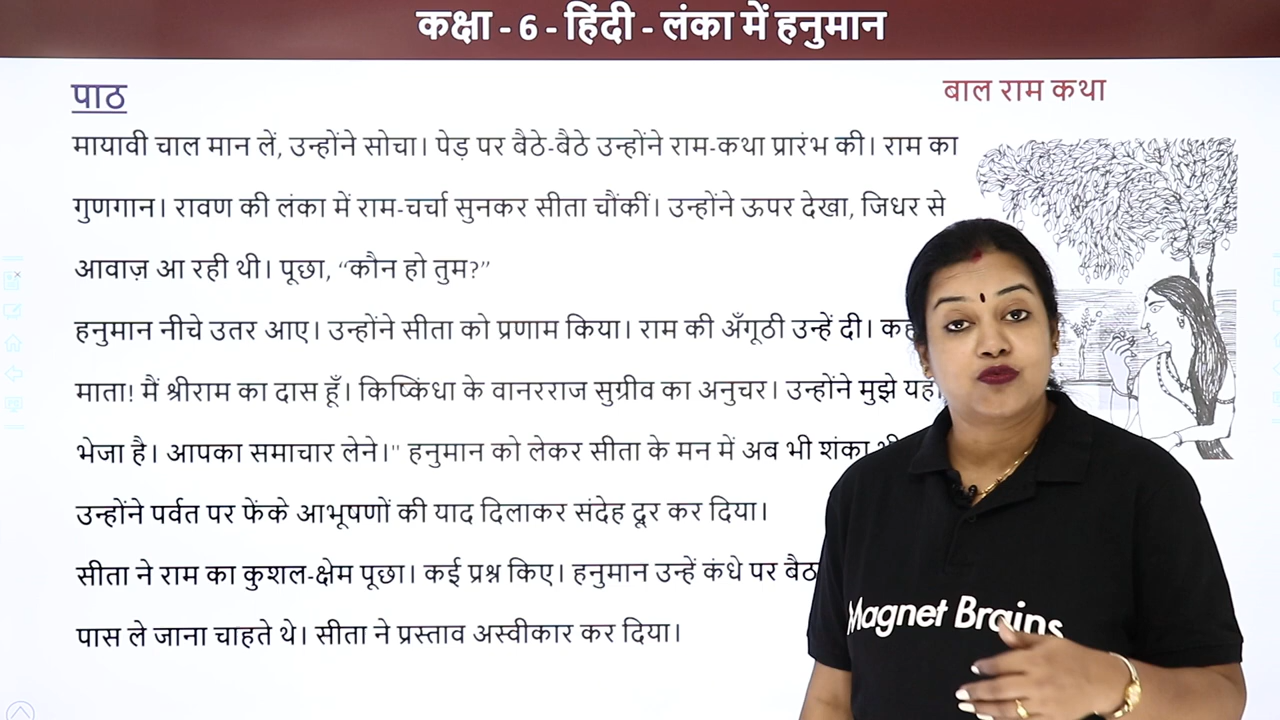 कक्षा - 6 - हिंदी - लंका में हनुमान
पाठ
बाल राम कथा
मायावी चाल मान लें, उन्होंने सोचा। पेड़ पर बैठे-बैठे उन्होंने राम-कथा प्रारंभ की। राम का
गुणगान। रावण की लंका में राम-चर्चा सुनकर सीता चौंकीं। उन्होंने ऊपर देखा, जिधर से
आवाज़ आ रही थी। पूछा, “कौन हो तुम?”
हनुमान नीचे उतर आए। उन्होंने सीता को प्रणाम किया। राम की अँगूठी उन्हें दी।
माता! मैं श्रीराम का दास हूँ। किष्किंधा के वानरराज सुग्रीव का अनुचर। उन्होंने मुझे
भेजा है। आपका समाचार लेने।" हनुमान को लेकर सीता के मन में अब भी शंका
उन्होंने पर्वत पर फेंके आभूषणों की याद दिलाकर संदेह दूर कर दिया।
सीता ने राम का कुशल-क्षेम पूछा। कई प्रश्न किए। हनुमान उन्हें कंधे पर
पास ले जाना चाहते थे। सीता ने प्रस्ताव अस्वीकार कर दिया।
Magnet Brains